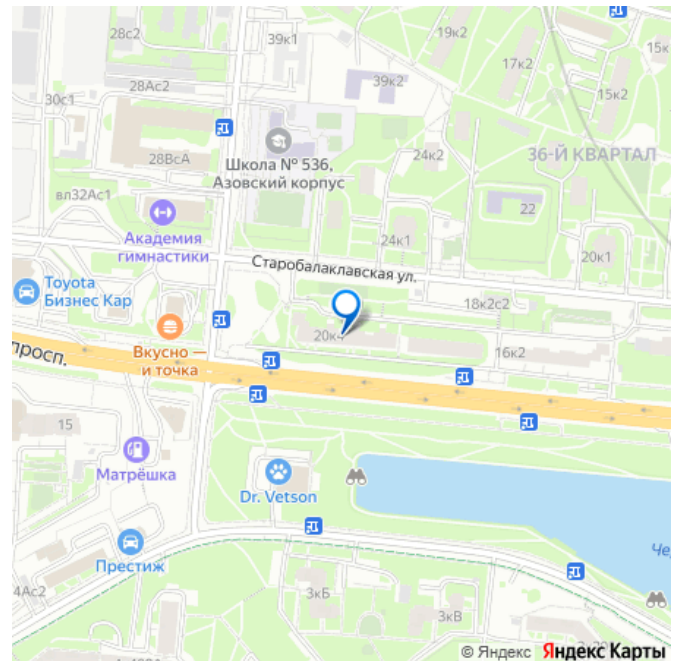 28с2
39к1
19к2
15к
17к2
28Ас2
39к2
15к2
30с1
28ВсА
Школа № 536,
Азовский корпус
24к2
36-Й КВАРТАЛ
вл32Ас1
22
Академия
гимнастики
24к1
20к1
Старобалаклавская ул.
Toyota
Бизнес Кар
18к2с2
20к4
Вкусно —
и точка
16к2
просп.
15
Матрёшка
Dr. Vetson
Престиж
Че
4Ас2
3кБ
3кВ
© Яндекс Яндекс Карты